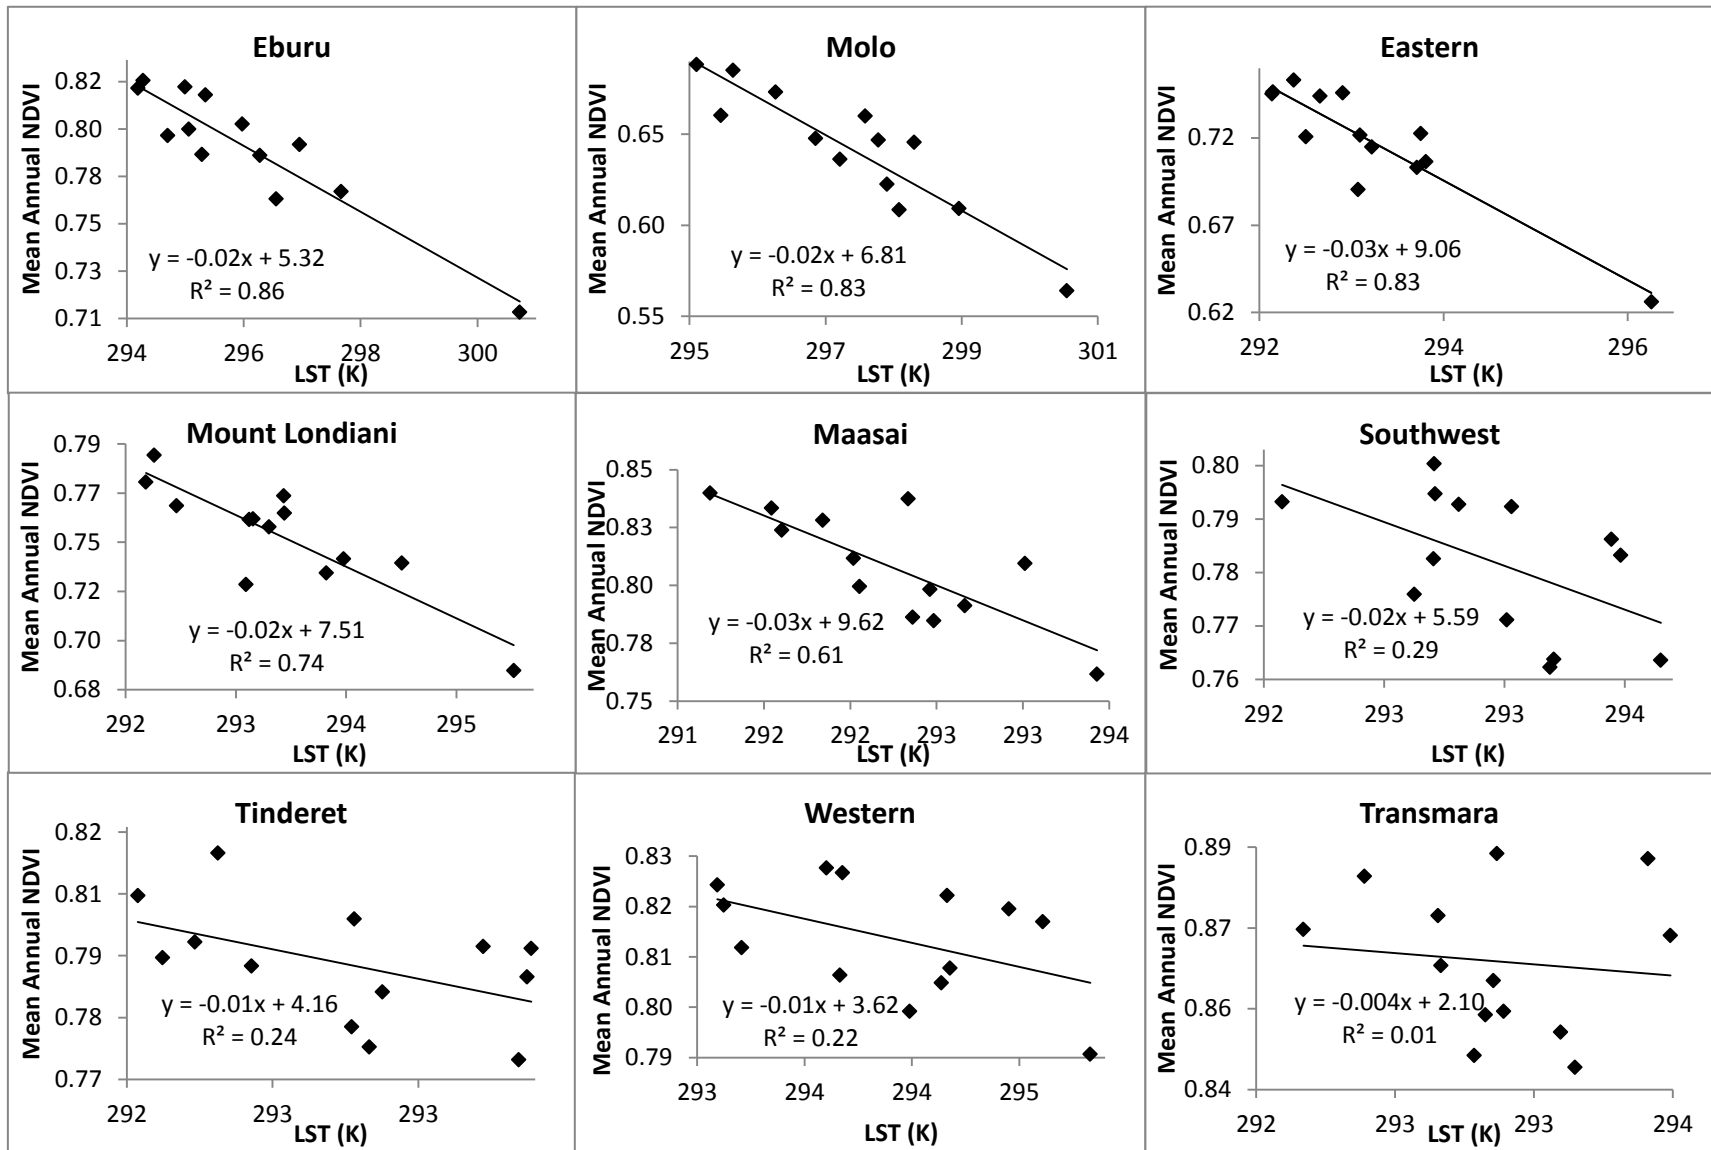 Eburu
Mean Annual NDVI
0.82
0.80
0.78
0.75
0.73
0.71
y = -0.02x + 5.32
R² = 0.86
294 296 298 300
LST (K)
Molo
Mean Annual NDVI
0.65
0.60
0.55
y = -0.02x + 6.81
R² = 0.83
295 297 299 301
LST (K)
Eastern
Mean Annual NDVI
0.72
0.67
0.62
y = -0.03x + 9.06
R² = 0.83
292 294 296
LST (K)
Mount Londiani
Mean Annual NDVI
0.79
0.77
0.75
0.72
0.70
0.68
y = -0.02x + 7.51
R² = 0.74
292 293 294 295
LST (K)
Maasai
Mean Annual NDVI
0.85
0.83
0.80
0.78
0.75
y = -0.03x + 9.62
R² = 0.61
291 292 292 293 293 294
LST (K)
Southwest
Mean Annual NDVI
0.80
0.79
0.78
0.77
0.76
y = -0.02x + 5.59
R² = 0.29
292 293 293 294
LST (K)
Tinderet
Mean Annual NDVI
0.82
0.81
0.79
0.78
0.77
y = -0.01x + 4.16
R² = 0.24
292 293 293
LST (K)
Western
Mean Annual NDVI
0.83
0.82
0.81
0.80
0.79
y = -0.01x + 3.62
R² = 0.22
293 294 294 295
LST (K)
Transmara
Mean Annual NDVI
0.89
0.87
0.86
0.84
y = -0.004x + 2.10
R² = 0.01
292 293 293 294
LST (K)